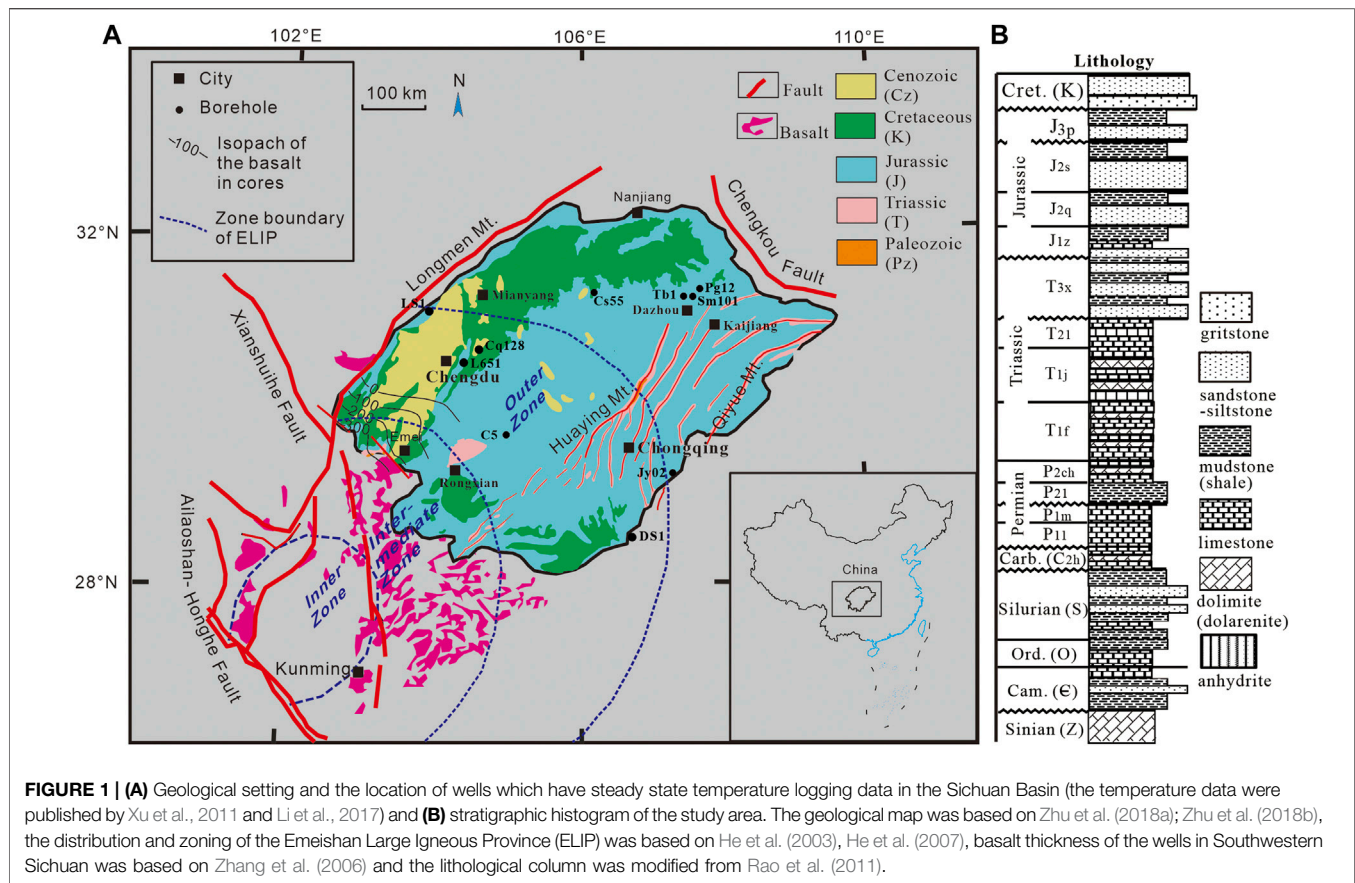 A
102°E
106°E
110°E
B
City
Borehole
-100- Isopach of
the basalt
in cores
Zone boundary
of ELIP
100 km
N
Fault
Basalt
Cenozoic
(Cz)
Cretaceous
(K)
Jurassic
(J)
Triassic
(T)
Paleozoic
(Pz)
32°N
28°N
Nanjiang
Longmen Mt.
Chengkou Fault
Xianshuihe Fault
LS1
Mianyang
Cs55
Tb1
Pg12
Sm101
Dazhou
Kaijiang
Cq128
L651
Chengdu
Outer
Zone
Huaying Mt.
Qiyue Mt.
0
100
200
300
Emei
C5
Chongqing
Rongxian
Jy02
DS1
Ailaoshan-
Honghe Fault
Inter-
mediate
Zone
Inner
Zone
Kunming
China
Lithology
Cret. (K)
Jurassic
J3p
J2s
J2q
J1z
Triassic
T3x
T21
T1j
T1f
Permian
P2ch
P21
P1m
P11
Carb. (C2h)
Silurian (S)
Ord. (O)
Cam. (Є)
Sinian (Z)
gritstone
sandstone
-siltstone
mudstone
(shale)
limestone
dolimite
(dolarenite)
anhydrite
FIGURE 1 | (A) Geological setting and the location of wells which have steady state temperature logging data in the Sichuan Basin (the temperature data were
published by Xu et al., 2011 and Li et al., 2017) and (B) stratigraphic histogram of the study area. The geological map was based on Zhu et al. (2018a); Zhu et al. (2018b),
the distribution and zoning of the Emeishan Large Igneous Province (ELIP) was based on He et al. (2003), He et al. (2007), basalt thickness of the wells in Southwestern
Sichuan was based on Zhang et al. (2006) and the lithological column was modified from Rao et al. (2011).